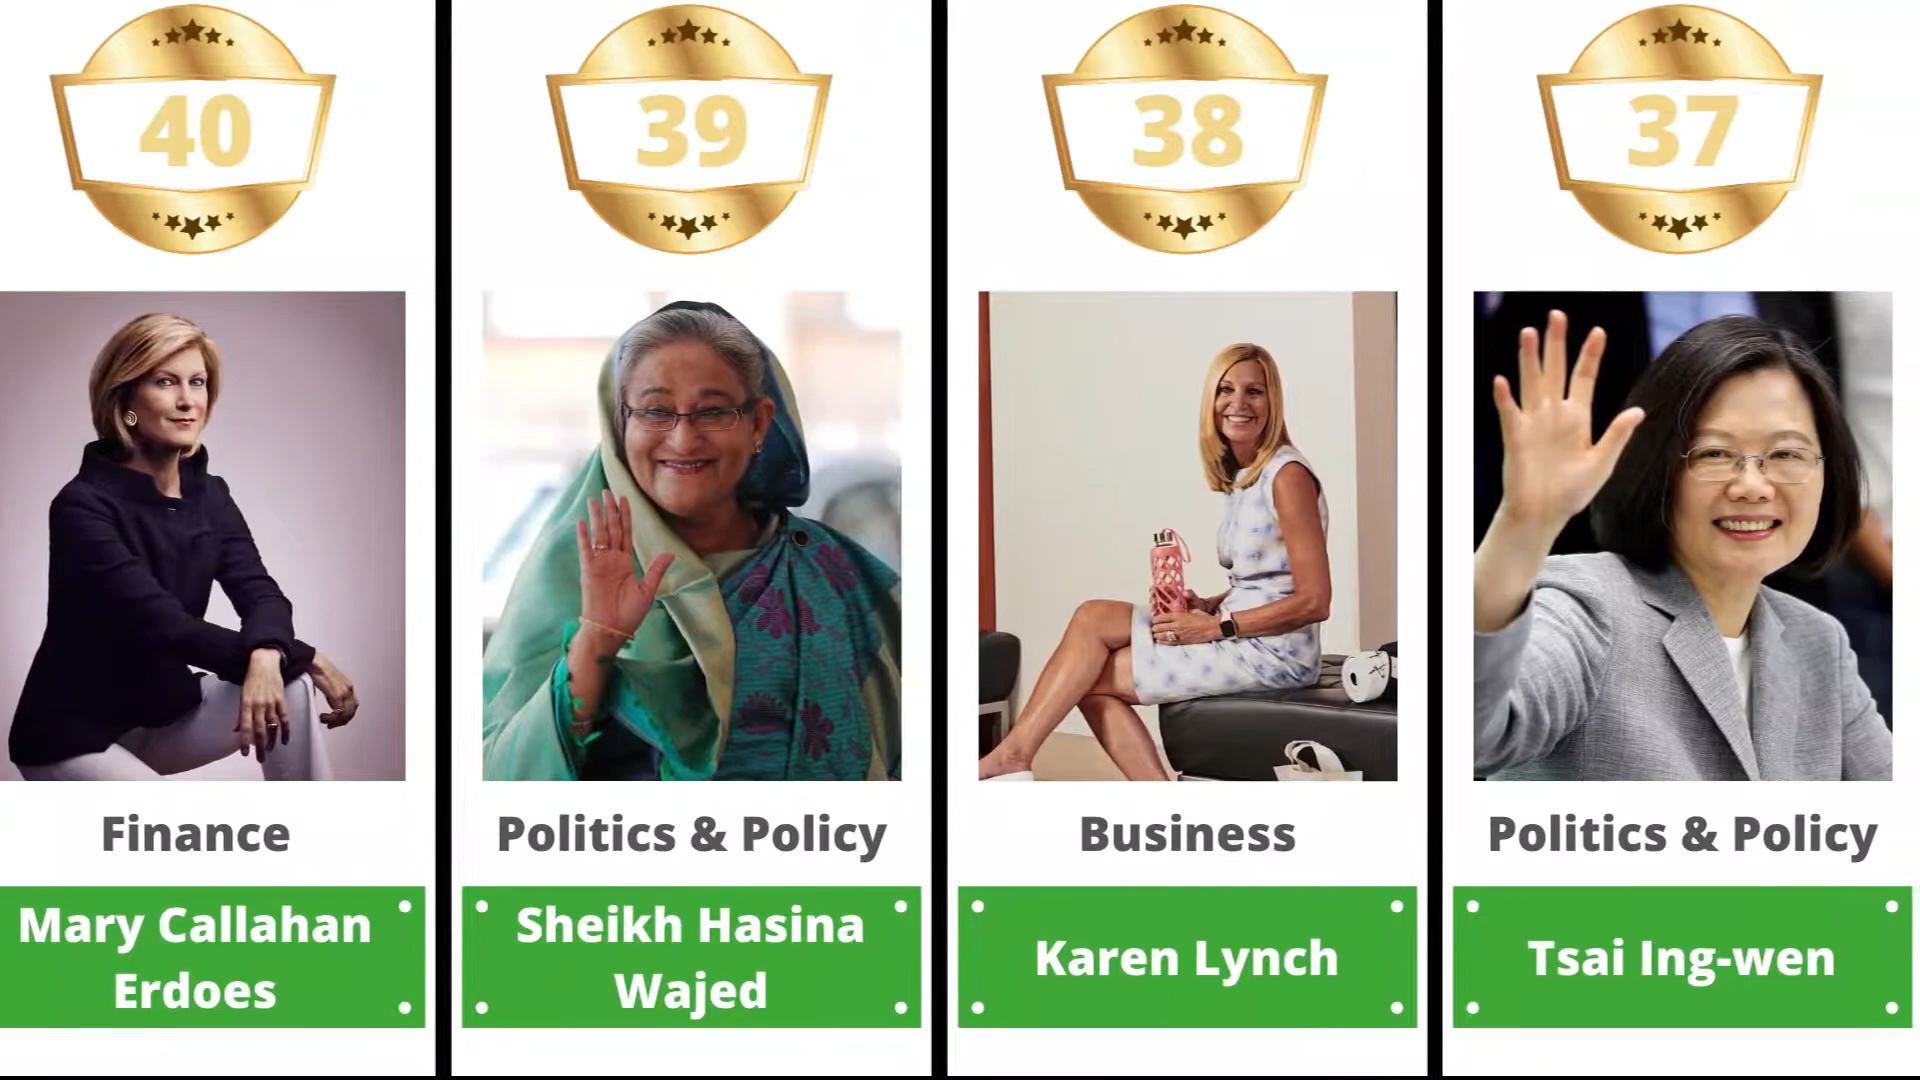 40
39
38
37
Finance
Politics & Policy
Business
Politics & Policy
Mary Callahan
Erdoes
Sheikh Hasina
Wajed
Karen Lynch
Tsai Ing-wen